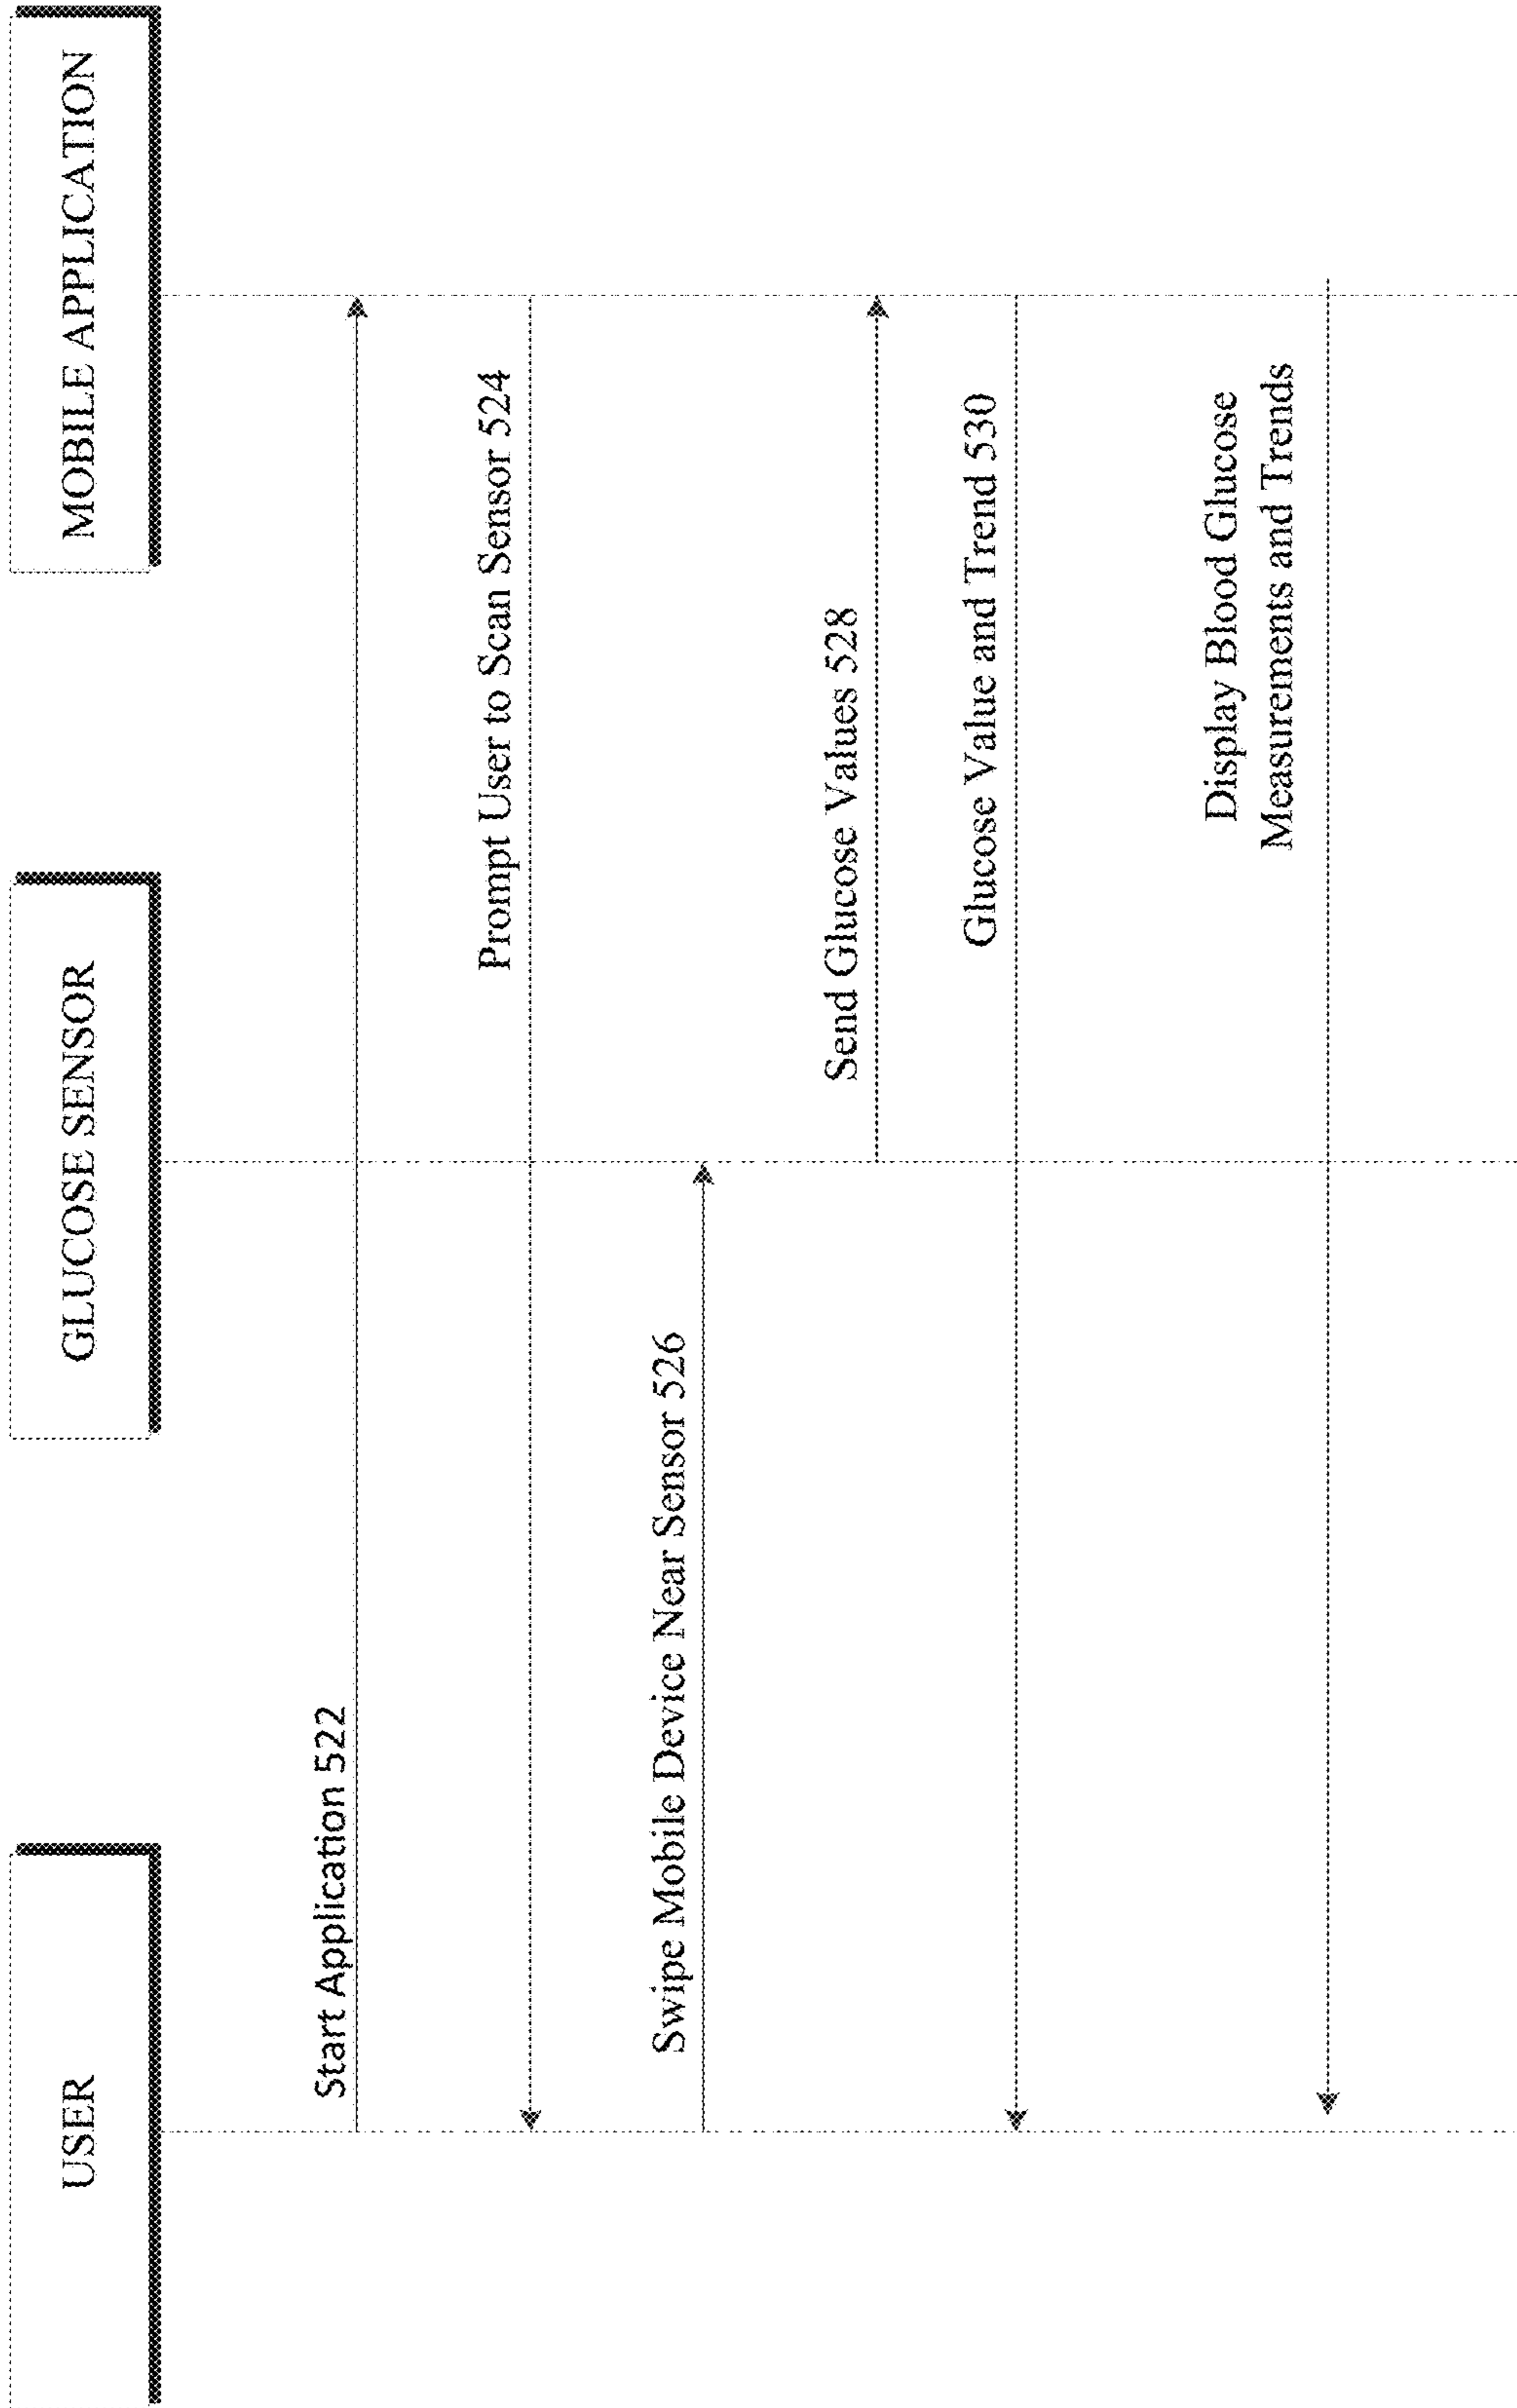 USER
GLUCOSE SENSOR
MOBILE APPLICATION
Start Application 522
Prompt User to Scan Sensor 524
Swipe Mobile Device Near Sensor 526
Send Glucose Values 528
Glucose Value and Trend 530
Display Blood Glucose
Measurements and Trends